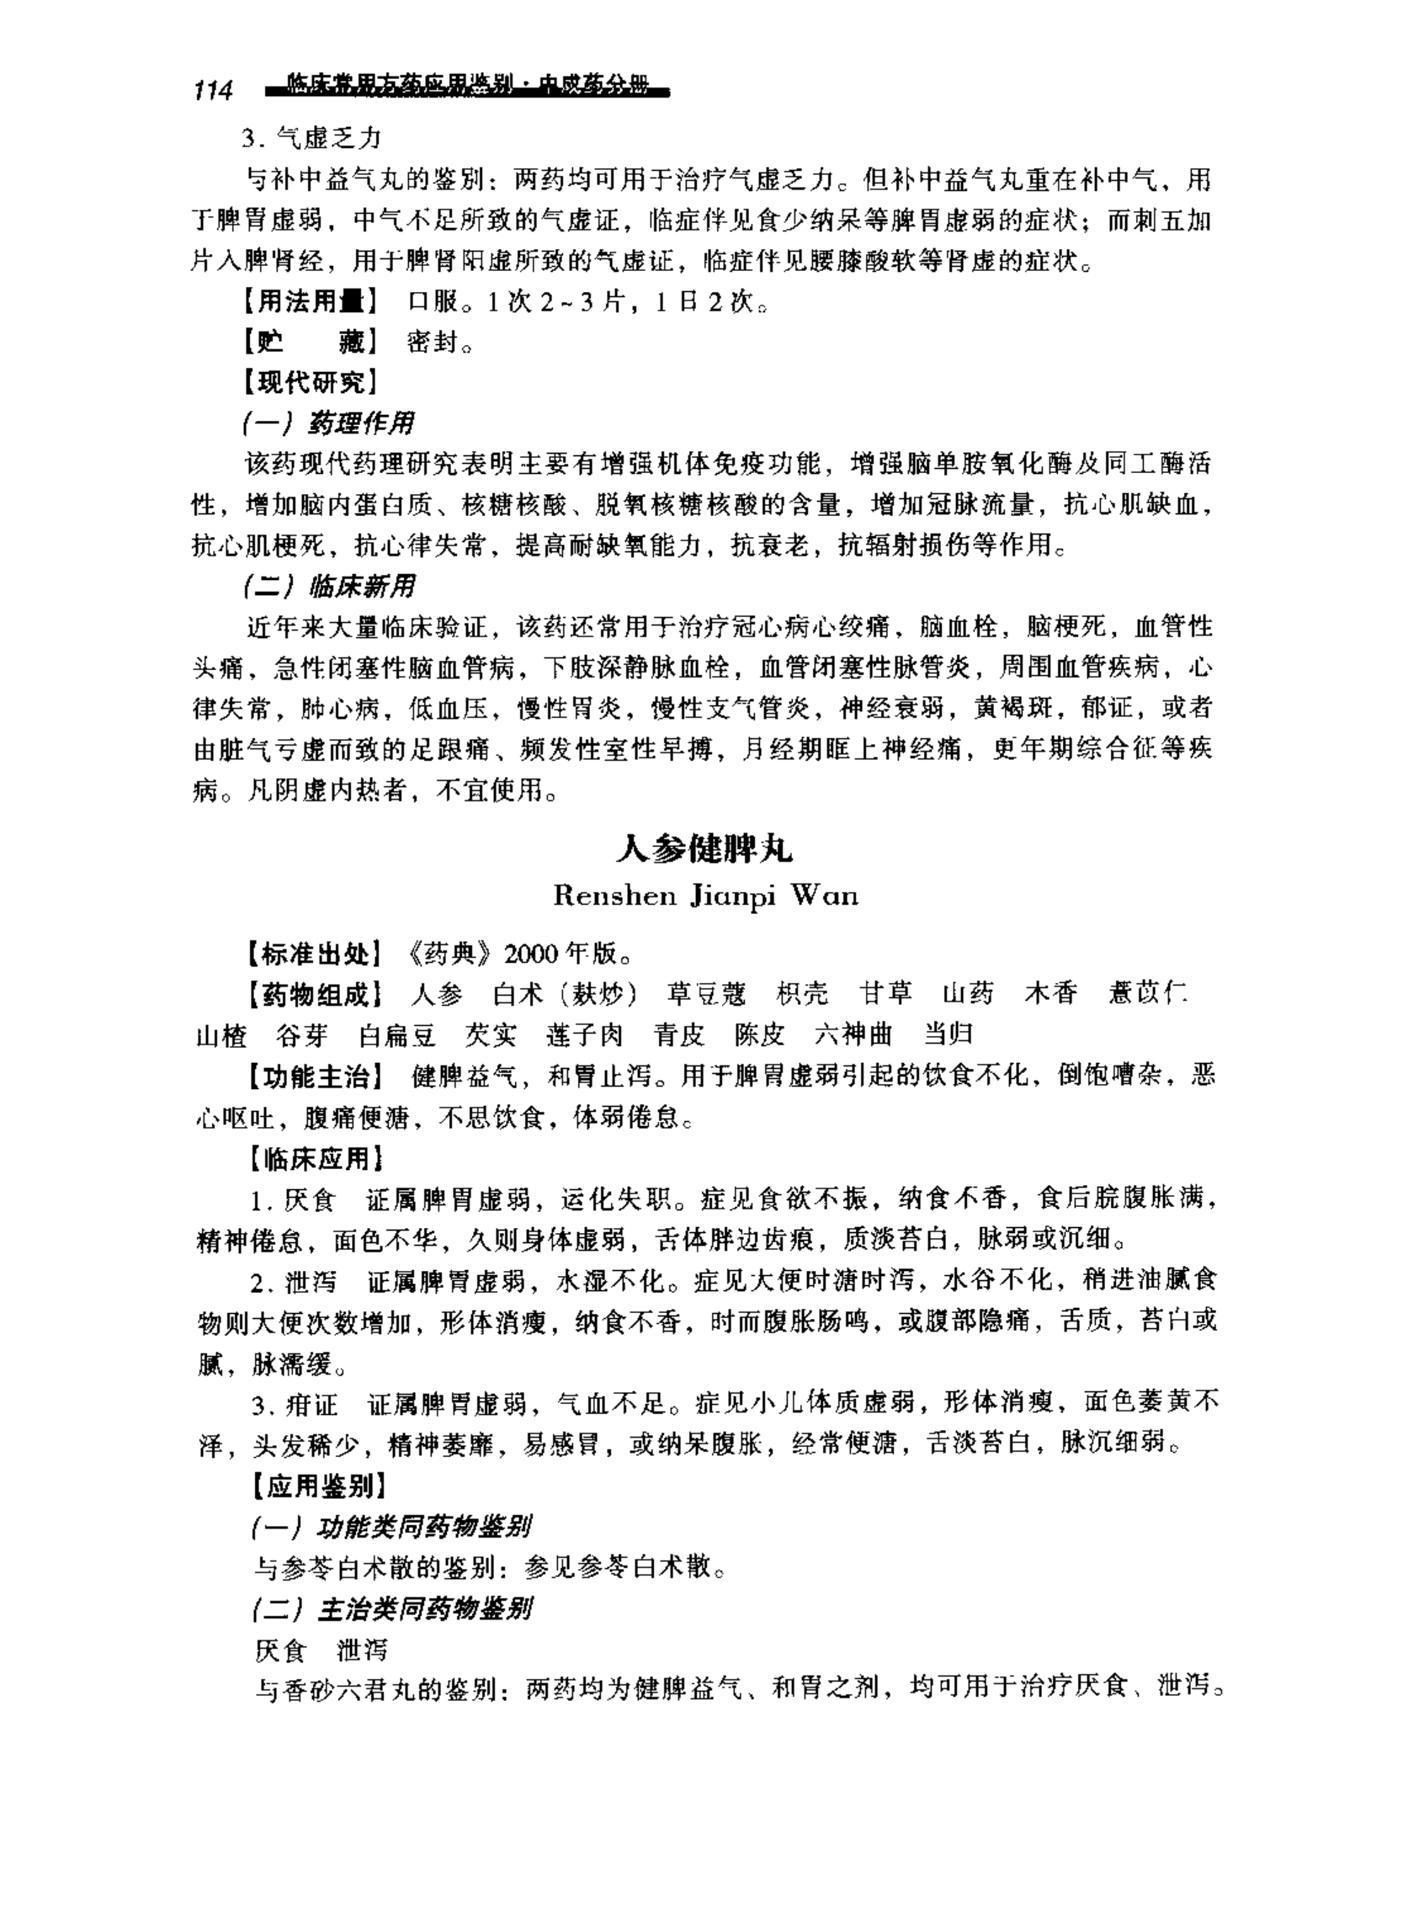 114 临床常用方药应用鉴别·中成药分册
3. 气虚乏力
与补中益气丸的鉴别：两药均可用于治疗气虚乏力。但补中益气丸重在补中气，用
于脾胃虚弱，中气不足所致的气虚证，临症伴见食少纳呆等脾胃虚弱的症状；而刺五加
片入脾肾经，用于脾肾阳虚所致的气虚证，临症伴见腰膝酸软等肾虚的症状。
【用法用量】 口服。1次2~3片，1日2次。
【贮　　藏】 密封。
【现代研究】
(一) 药理作用
该药现代药理研究表明主要有增强机体免疫功能，增强脑单胺氧化酶及同工酶活
性，增加脑内蛋白质、核糖核酸、脱氧核糖核酸的含量，增加冠脉流量，抗心肌缺血，
抗心肌梗死，抗心律失常，提高耐缺氧能力，抗衰老，抗辐射损伤等作用。
(二) 临床新用
近年来大量临床验证，该药还常用于治疗冠心病心绞痛，脑血栓，脑梗死，血管性
头痛，急性闭塞性脑血管病，下肢深静脉血栓，血管闭塞性脉管炎，周围血管疾病，心
律失常，肺心病，低血压，慢性胃炎，慢性支气管炎，神经衰弱，黄褐斑，郁证，或者
由脏气亏虚而致的足跟痛、频发性室性早搏，月经期眶上神经痛，更年期综合征等疾
病。凡阴虚内热者，不宜使用。
人参健脾丸
Renshen Jianpi Wan
【标准出处】 《药典》2000年版。
【药物组成】 人参　白术（麸炒）　草豆蔻　枳壳　甘草　山药　木香　薏苡仁
山楂　谷芽　白扁豆　芡实　莲子肉　青皮　陈皮　六神曲　当归
【功能主治】 健脾益气，和胃止泻。用于脾胃虚弱引起的饮食不化，倒饱嘈杂，恶
心呕吐，腹痛便溏，不思饮食，体弱倦怠。
【临床应用】
1. 厌食　证属脾胃虚弱，运化失职。症见食欲不振，纳食不香，食后脘腹胀满，
精神倦怠，面色不华，久则身体虚弱，舌体胖边齿痕，质淡苔白，脉弱或沉细。
2. 泄泻　证属脾胃虚弱，水湿不化。症见大便时溏时泻，水谷不化，稍进油腻食
物则大便次数增加，形体消瘦，纳食不香，时而腹胀肠鸣，或腹部隐痛，舌质，苔白或
腻，脉濡缓。
3. 疳证　证属脾胃虚弱，气血不足。症见小儿体质虚弱，形体消瘦，面色萎黄不
泽，头发稀少，精神萎靡，易感冒，或纳呆腹胀，经常便溏，舌淡苔白，脉沉细弱。
【应用鉴别】
(一) 功能类同药物鉴别
与参苓白术散的鉴别：参见参苓白术散。
(二) 主治类同药物鉴别
厌食　泄泻
与香砂六君丸的鉴别：两药均为健脾益气、和胃之剂，均可用于治疗厌食、泄泻。